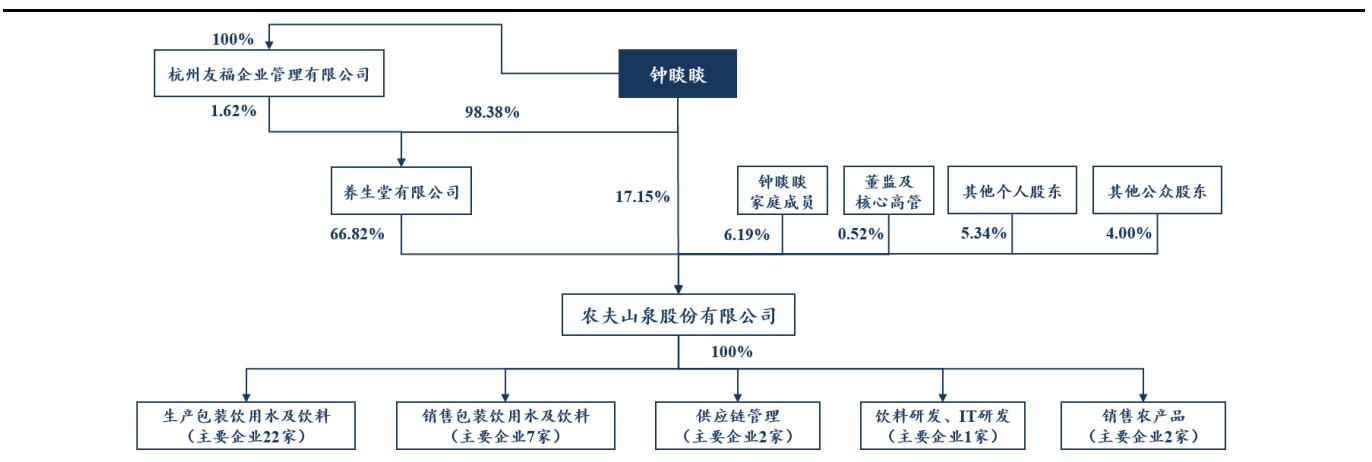 100%
杭州友福企业管理有限公司
钟睒睒
1.62%
98.38%
养生堂有限公司
17.15%
钟睒睒
家庭成员
董监及
核心高管
其他个人股东
其他公众股东
66.82%
6.19%
0.52%
5.34%
4.00%
农夫山泉股份有限公司
100%
生产包装饮用水及饮料
（主要企业22家）
销售包装饮用水及饮料
（主要企业7家）
供应链管理
（主要企业2家）
饮料研发、IT研发
（主要企业1家）
销售农产品
（主要企业2家）